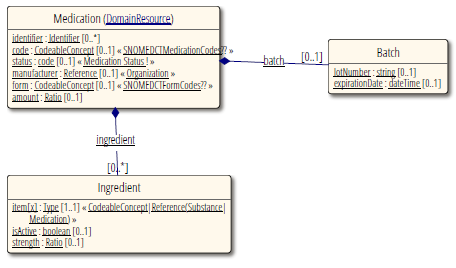 Medication (DomainResource)
identifier : Identifier [0..*]
code : CodeableConcept [0..1] « SNOMEDCTMedicationCodes?? »
status : code [0..1] « Medication Status ! »
manufacturer : Reference [0..1] « Organization »
form : CodeableConcept [0..1] « SNOMEDCTFormCodes?? »
amount : Ratio [0..1]
batch
[0..1]
Batch
lotNumber : string [0..1]
expirationDate : dateTime [0..1]
ingredient
[0..*]
Ingredient
item[x] : Type [1..1] « CodeableConcept|Reference(Substance|
Medication) »
isActive : boolean [0..1]
strength : Ratio [0..1]